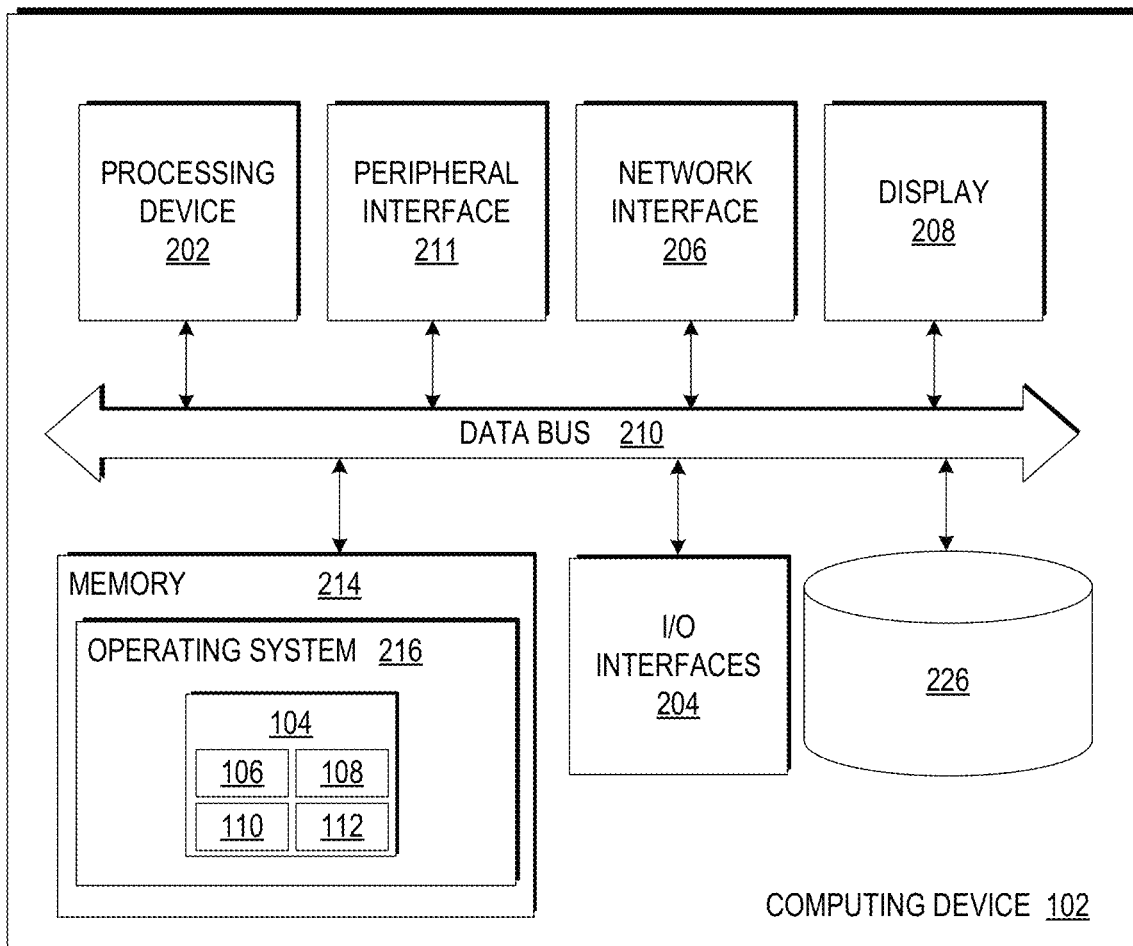 PROCESSING
DEVICE
202
PERIPHERAL
INTERFACE
211
NETWORK
INTERFACE
206
DISPLAY
208
DATA BUS 210
MEMORY 214
OPERATING SYSTEM 216
104
106 108
110 112
I/O
INTERFACES
204
226
COMPUTING DEVICE 102